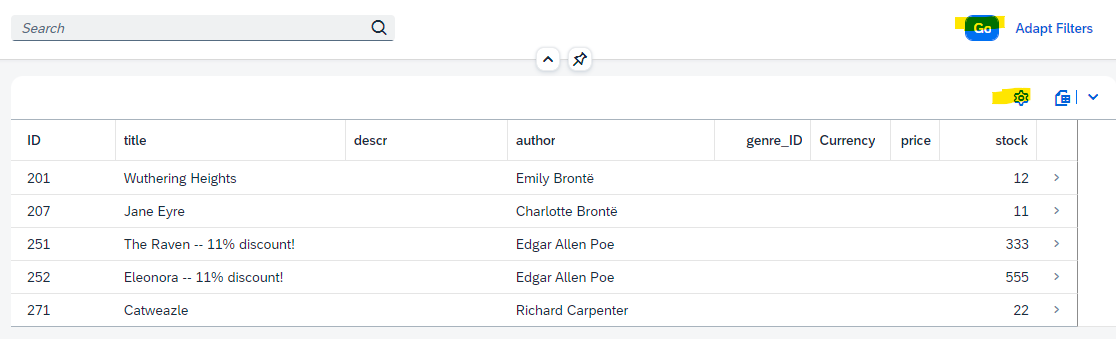 Search Go Adapt Filters
ID title descr author genre_ID Currency price stock
201 Wuthering Heights Emily Brontë 12
207 Jane Eyre Charlotte Brontë 11
251 The Raven -- 11% discount! Edgar Allen Poe 333
252 Eleonora -- 11% discount! Edgar Allen Poe 555
271 Catweazle Richard Carpenter 22